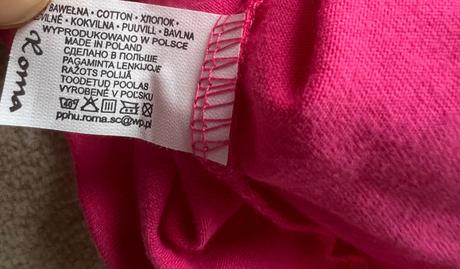 BAWEŁNA • COTTON • ХЛОПОК •
VILNĖ • KOKVILNA • PUUVILL • BAVLNA
WYPRODUKOWANO W POLSCE
MADE IN POLAND
СДЕЛАНО В ПОЛЬШЕ
PAGAMINTA LENKIJOJE
RAŽOTS POLIJĀ
TOODETUD POOLAS
VYROBENÉ V POĽSKU
pphu.roma.sc@wp.pl
Roma